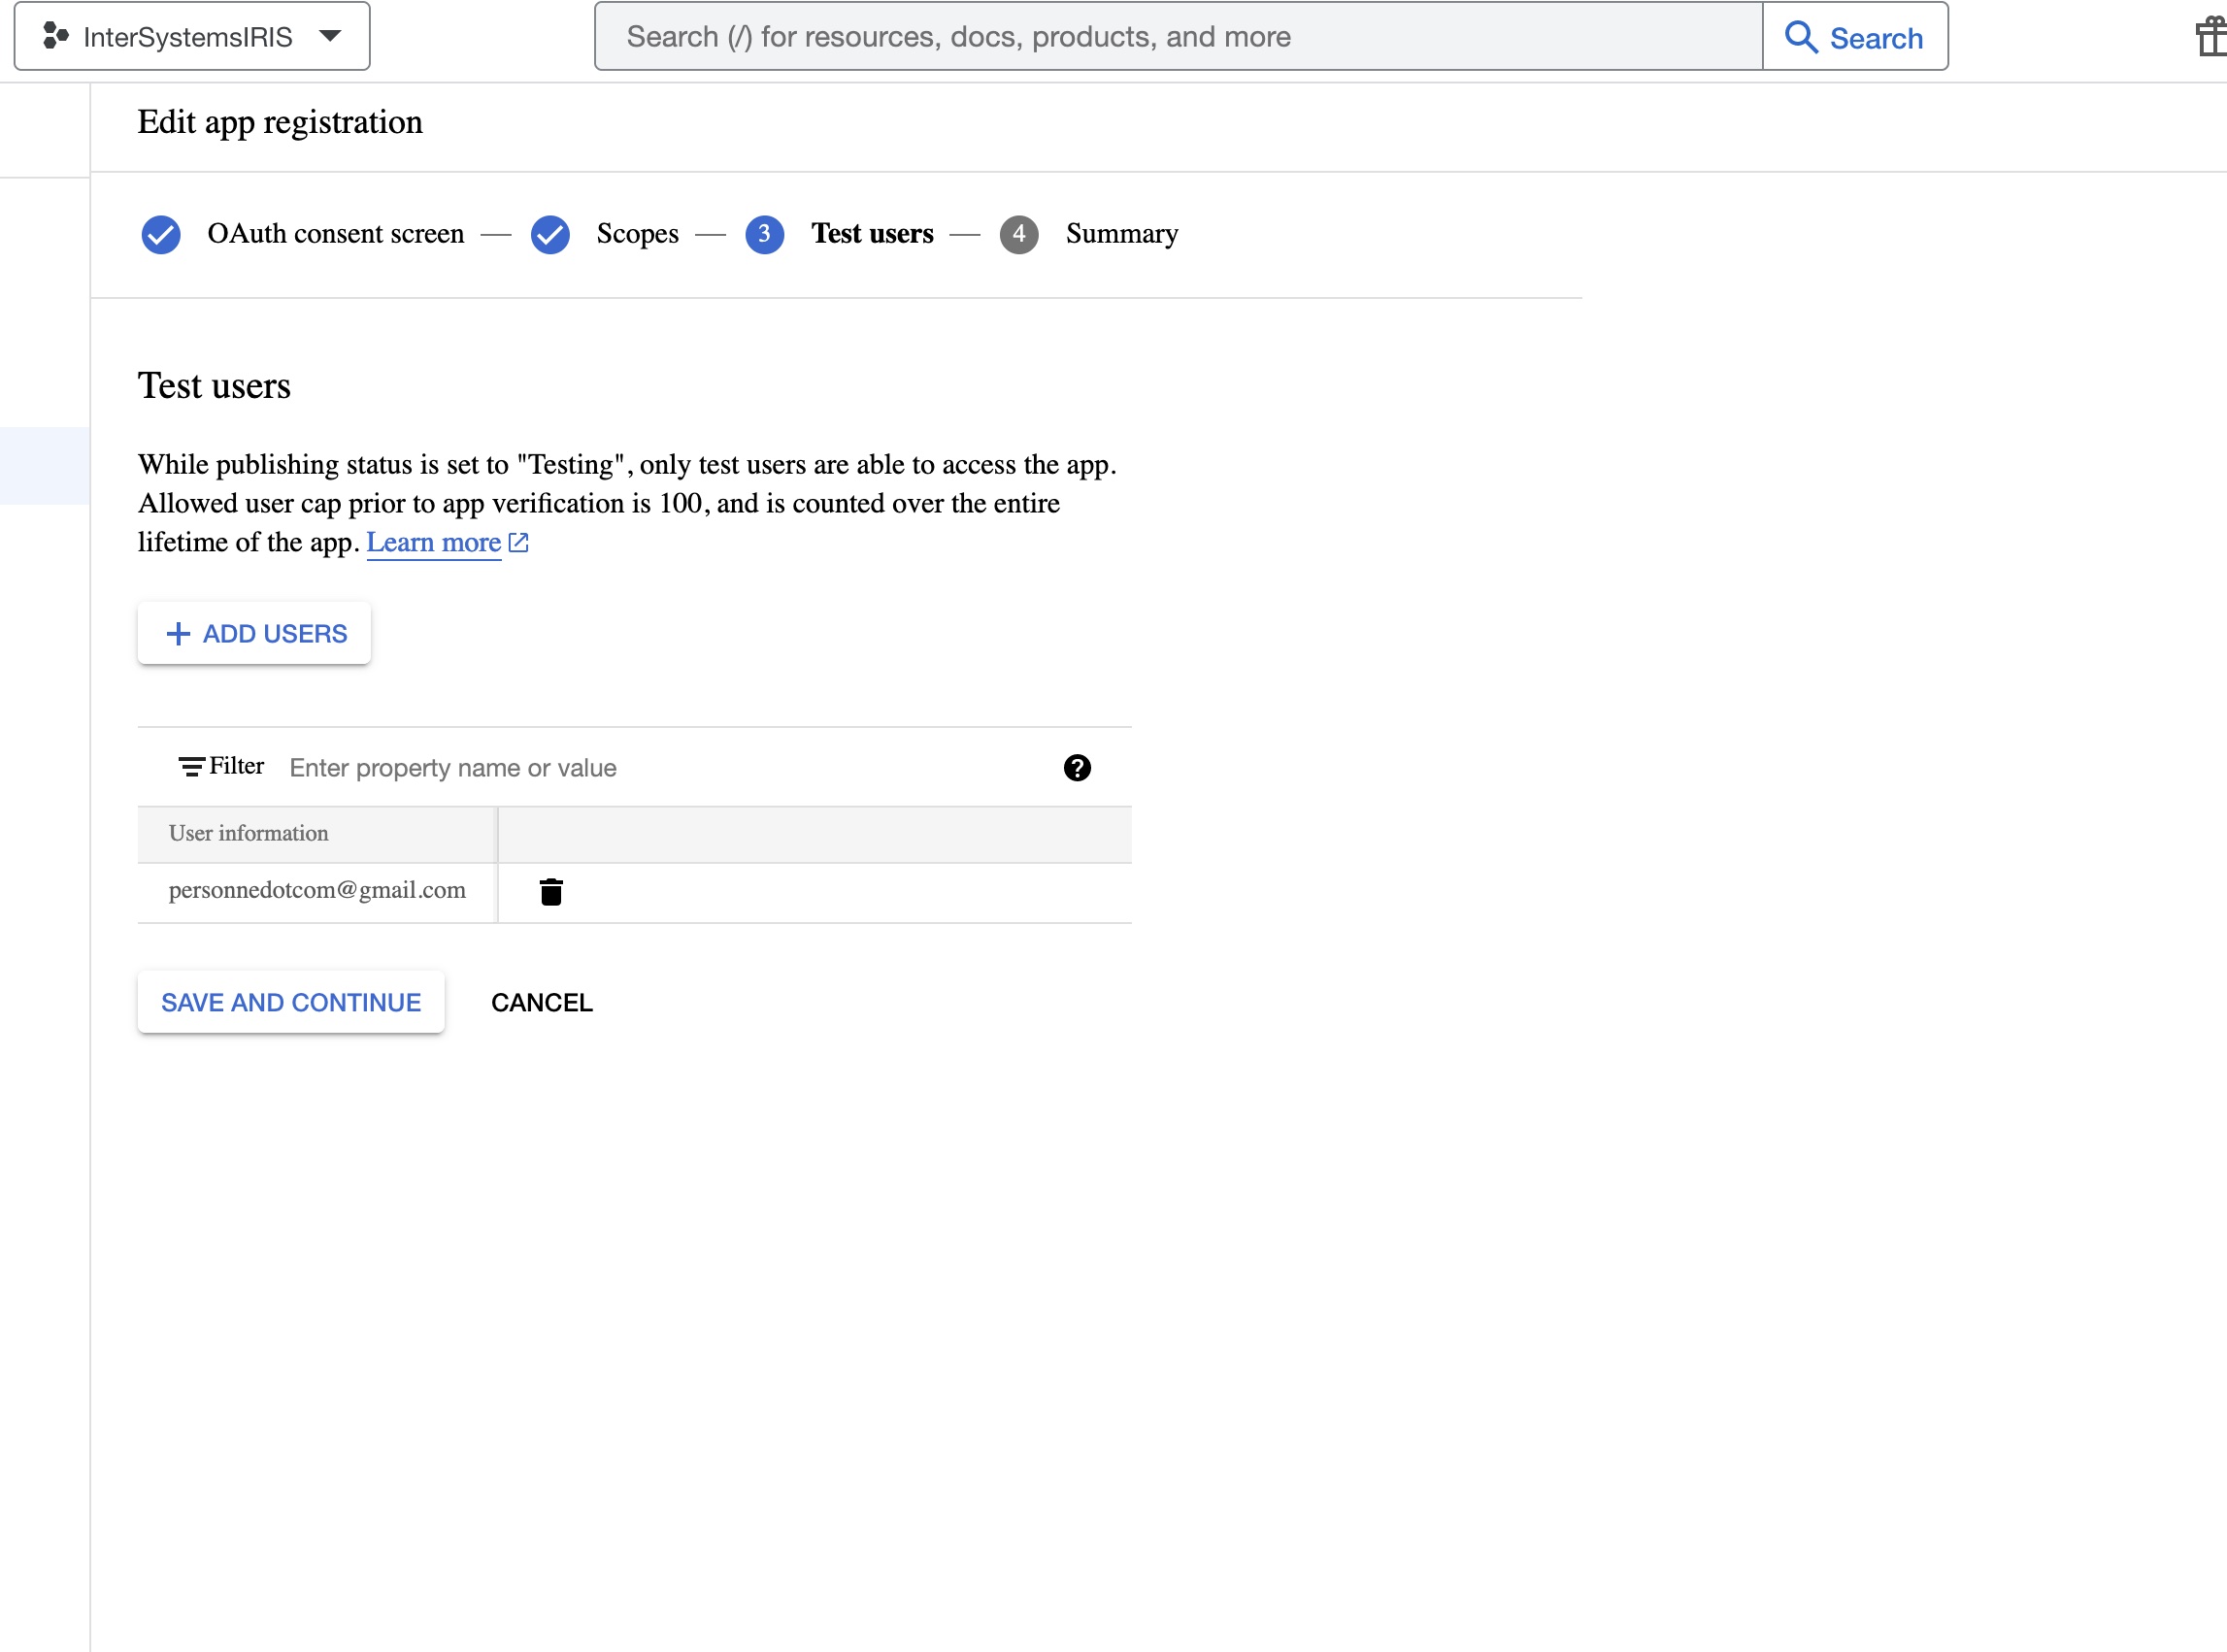 InterSystemsIRIS
Search (/) for resources, docs, products, and more
Search
Edit app registration
OAuth consent screen
Scopes
3
Test users
4
Summary
Test users
While publishing status is set to "Testing", only test users are able to access the app.
Allowed user cap prior to app verification is 100, and is counted over the entire
lifetime of the app. Learn more
ADD USERS
Filter
Enter property name or value
User information
personnedotcom@gmail.com
SAVE AND CONTINUE
CANCEL